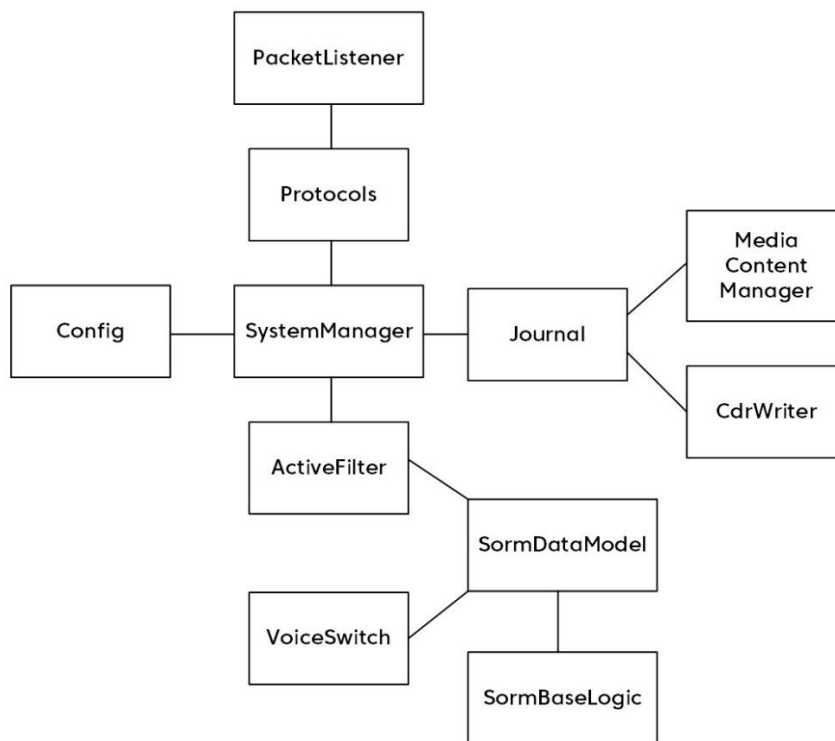 PacketListener
Protocols
Media
Content
Manager
Config
SystemManager
Journal
CdrWriter
ActiveFilter
SormDataModel
VoiceSwitch
SormBaseLogic